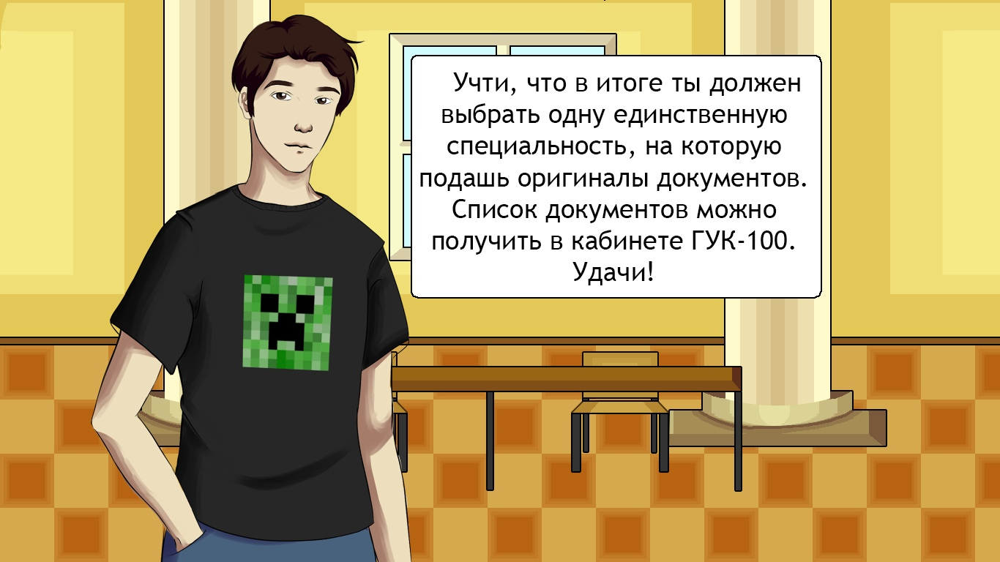 Учти, что в итоге ты должен
выбрать одну единственную
специальность, на которую
подашь оригиналы документов.
Список документов можно
получить в кабинете ГУК-100.
Удачи!